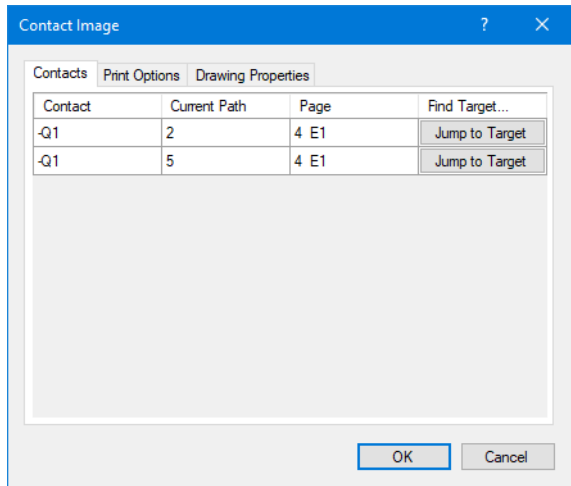 Contact Image ? ×
Contacts Print Options Drawing Properties
Contact Current Path Page Find Target...
-Q1 2 4 E1 Jump to Target
-Q1 5 4 E1 Jump to Target
OK Cancel